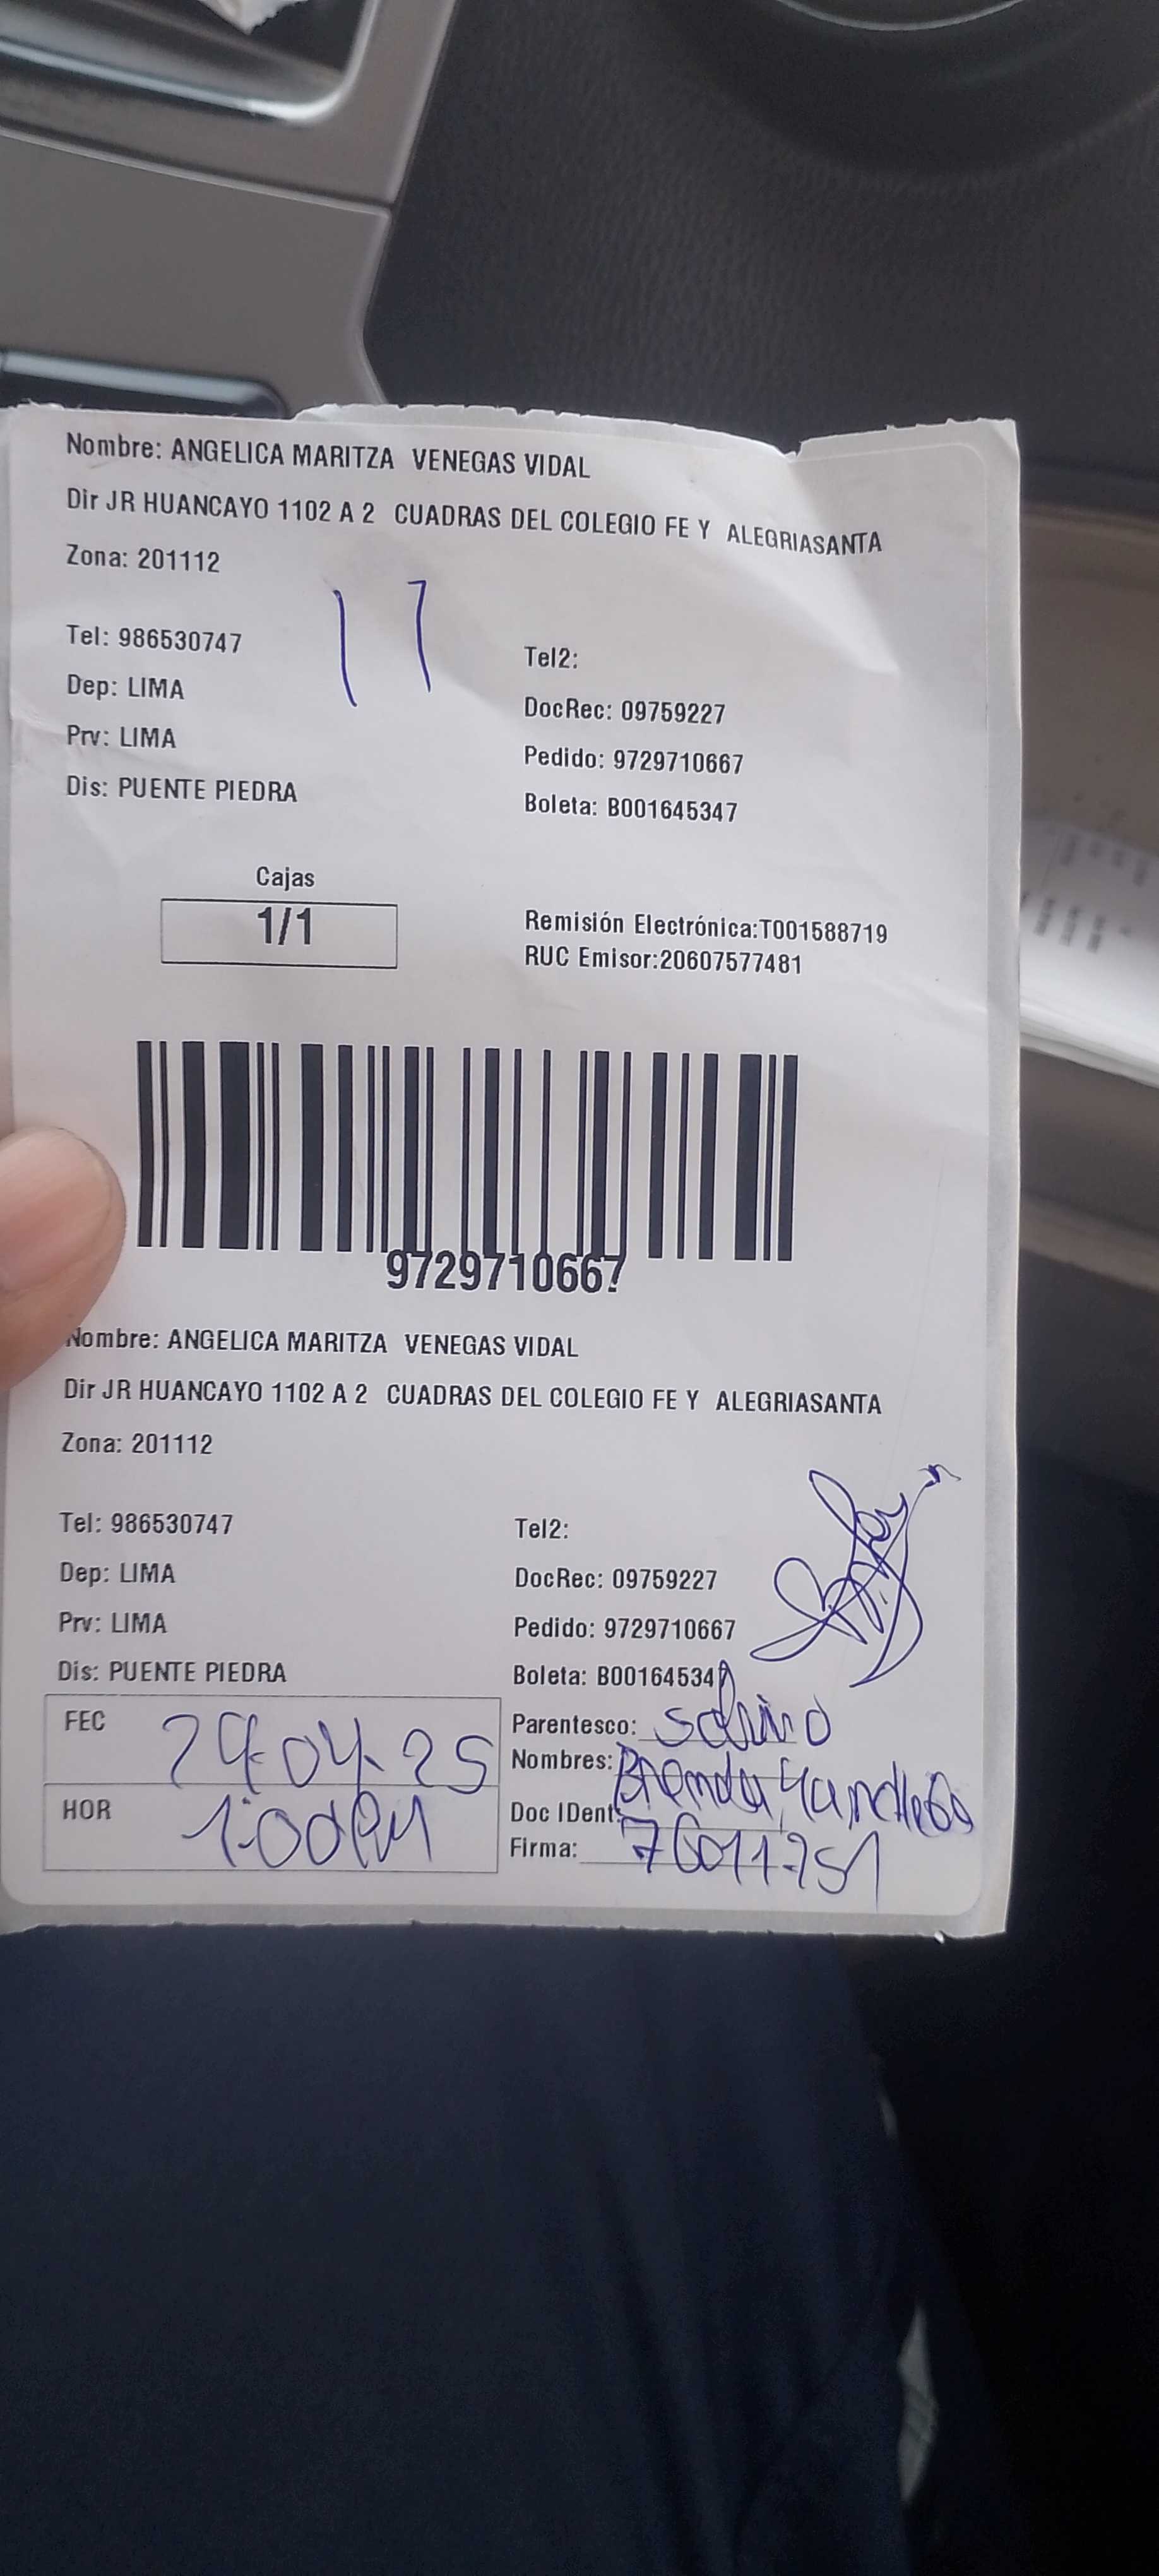 Nombre: ANGELICA MARITZA VENEGAS VIDAL
Dir JR HUANCAYO 1102 A 2 CUADRAS DEL COLEGIO FE Y ALEGRIASANTA
Zona: 201112
17
Tel: 986530747
Tel2:
Dep: LIMA
DocRec: 09759227
Prv: LIMA
Pedido: 9729710667
Dis: PUENTE PIEDRA
Boleta: B001645347
Cajas
1/1
Remisión Electrónica:T001588719
RUC Emisor:20607577481
9729710667
Nombre: ANGELICA MARITZA VENEGAS VIDAL
Dir JR HUANCAYO 1102 A 2 CUADRAS DEL COLEGIO FE Y ALEGRIASANTA
Zona: 201112
Tel: 986530747
Tel2:
Dep: LIMA
DocRec: 09759227
Prv: LIMA
Pedido: 9729710667
Dis: PUENTE PIEDRA
Boleta: B001645347
FEC 29-04-25
Parentesco:
Nombres: Brenda
HOR 1:00PM
Doc IDent:
Firma: